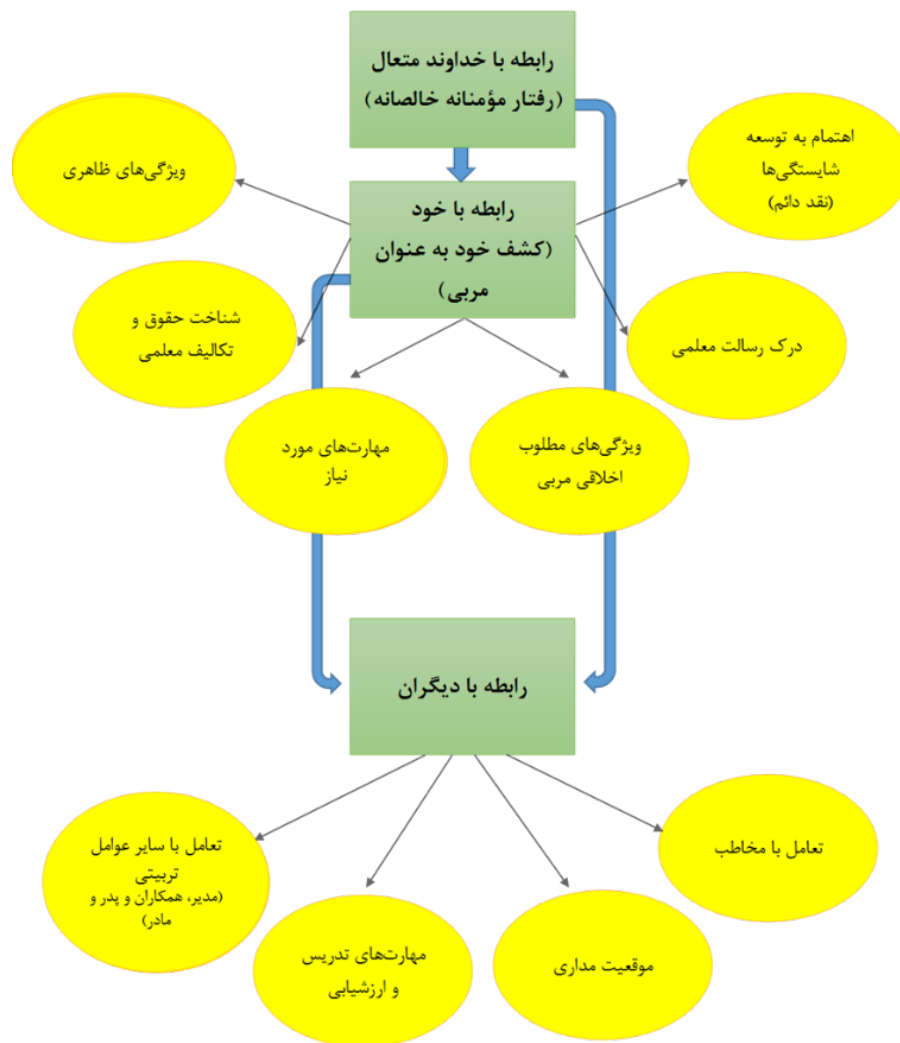 رابطه با خداوند متعال
(رفتار مؤمنانه خالصانه)
اهتمام به توسعه
شایستگی‌ها
(نقد دائم)
ویژگی‌های ظاهری
رابطه با خود
(کشف خود به عنوان
مربی)
درک رسالت معلمی
شناخت حقوق و
تکالیف معلمی
ویژگی‌های مطلوب
اخلاقی مربی
مهارت‌های مورد
نیاز
رابطه با دیگران
تعامل با مخاطب
موقعیت مداری
مهارت‌های تدریس
و ارزشیابی
تعامل با سایر عوامل
تربیتی
(مدیر، همکاران و پدر و
مادر)